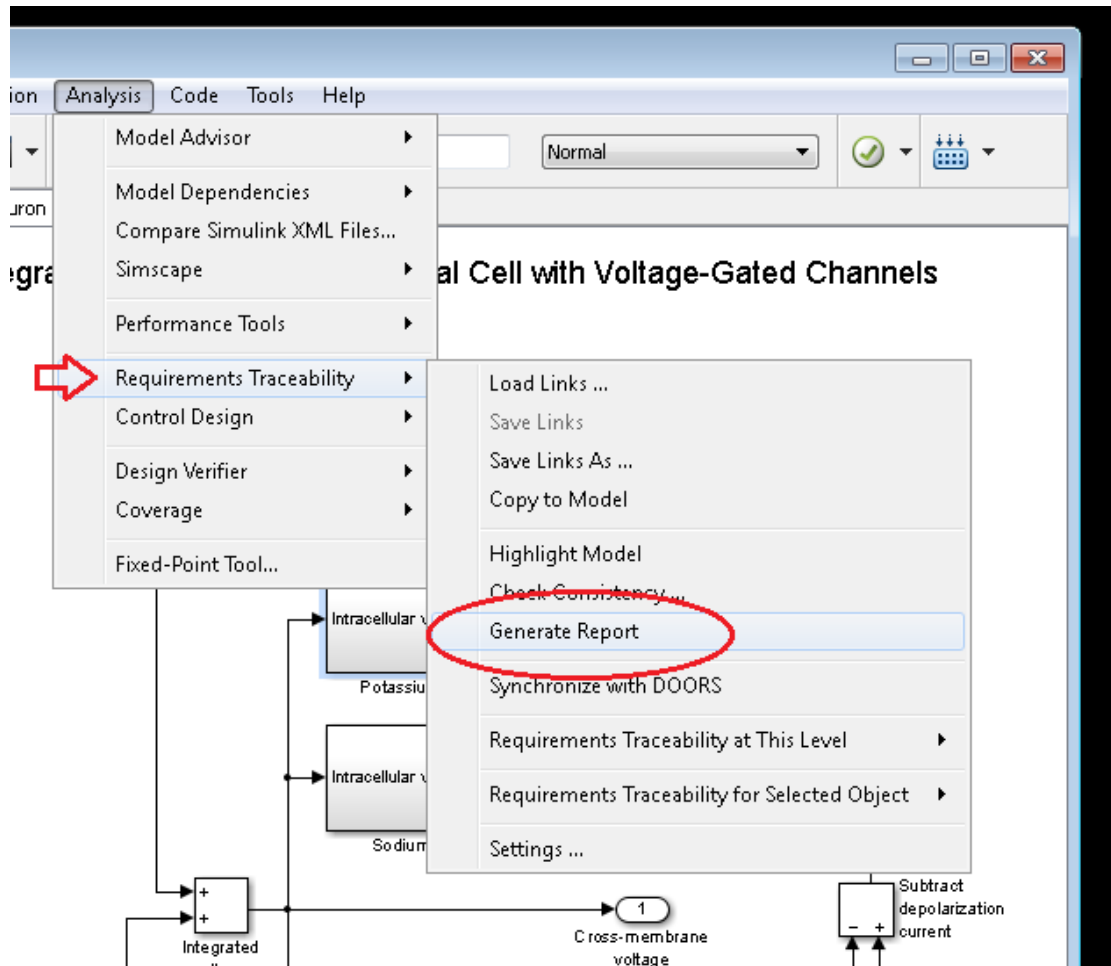 Analysis Code Tools Help
Model Advisor
Normal
Model Dependencies
Compare Simulink XML Files...
Simscape
al Cell with Voltage-Gated Channels
Performance Tools
Requirements Traceability
Control Design
Design Verifier
Coverage
Fixed-Point Tool...
Load Links ...
Save Links
Save Links As ...
Copy to Model
Highlight Model
Check Consistency ...
Generate Report
Synchronize with DOORS
Requirements Traceability at This Level
Requirements Traceability for Selected Object
Settings ...
Intracellular
Potassiu
Intracellular
Sodium
+
+
Integrated
1
Cross-membrane
voltage
Subtract
depolarization
current
− +